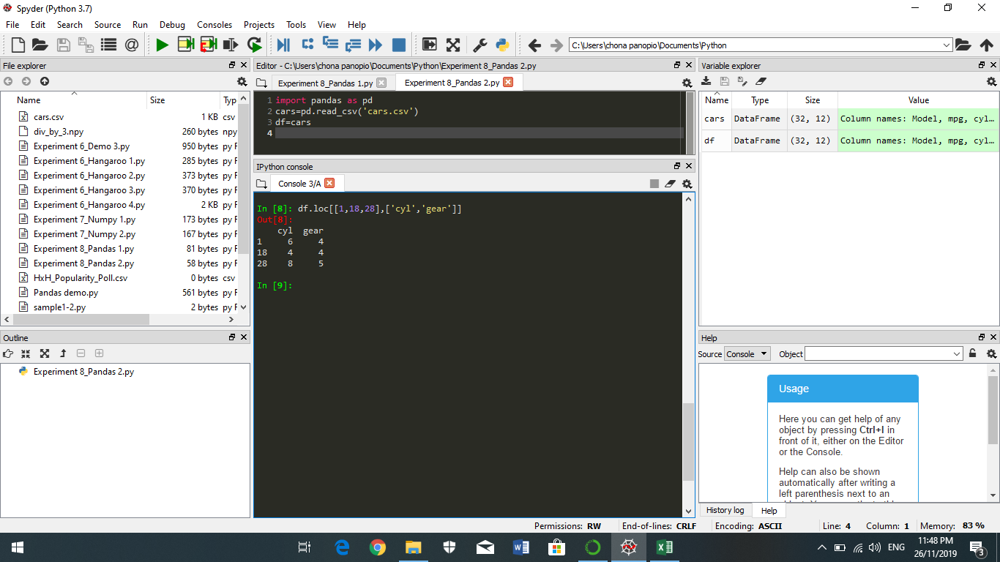 Spyder (Python 3.7)
File Edit Search Source Run Debug Consoles Projects Tools View Help
C:\Users\chona panopio\Documents\Python
File explorer
Name Size Typ
cars.csv 1 KB csv
div_by_3.npy 260 bytes npy
Experiment 6_Demo 3.py 950 bytes py F
Experiment 6_Hangaroo 1.py 285 bytes py F
Experiment 6_Hangaroo 2.py 373 bytes py F
Experiment 6_Hangaroo 3.py 370 bytes py F
Experiment 6_Hangaroo 4.py 2 KB py F
Experiment 7_Numpy 1.py 173 bytes py F
Experiment 7_Numpy 2.py 167 bytes py F
Experiment 8_Pandas 1.py 81 bytes py F
Experiment 8_Pandas 2.py 58 bytes py F
HxH_Popularity_Poll.csv 0 bytes csv
Pandas demo.py 561 bytes py F
sample1-2.py 2 bytes py F
Outline
Experiment 8_Pandas 2.py
Editor - C:\Users\chona panopio\Documents\Python\Experiment 8_Pandas 2.py
Experiment 8_Pandas 1.py Experiment 8_Pandas 2.py
1 import pandas as pd
2 cars=pd.read_csv('cars.csv')
3 df=cars
4
IPython console
Console 3/A
In [8]: df.loc[[1,18,28],['cyl','gear']]
Out[8]:
cyl gear
1 6 4
18 4 4
28 8 5
In [9]:
Variable explorer
Name Type Size Value
cars DataFrame (32, 12) Column names: Model, mpg, cyl…
df DataFrame (32, 12) Column names: Model, mpg, cyl…
Help
Source Console Object
Usage
Here you can get help of any
object by pressing Ctrl+I in
front of it, either on the Editor
or the Console.
Help can also be shown
automatically after writing a
left parenthesis next to an
History log Help
Permissions: RW End-of-lines: CRLF Encoding: ASCII Line: 4 Column: 1 Memory: 83 %
ENG
11:48 PM
26/11/2019
3